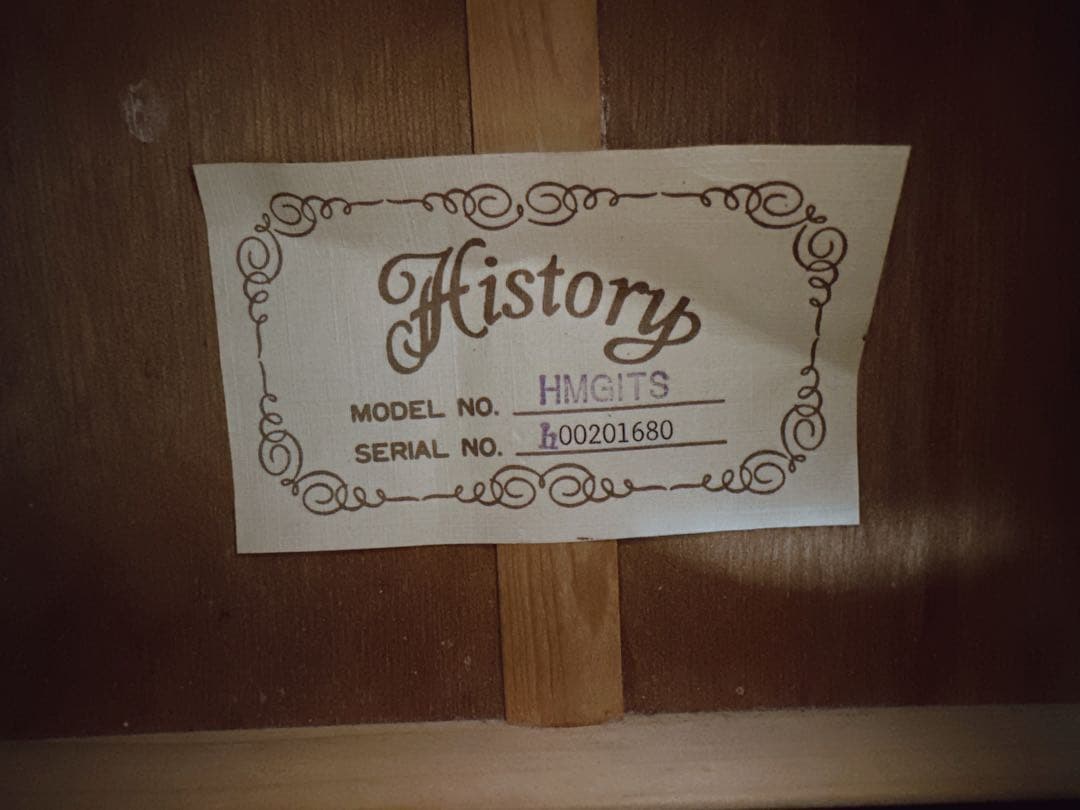 History
MODEL NO. HMGITS
SERIAL NO. h00201680